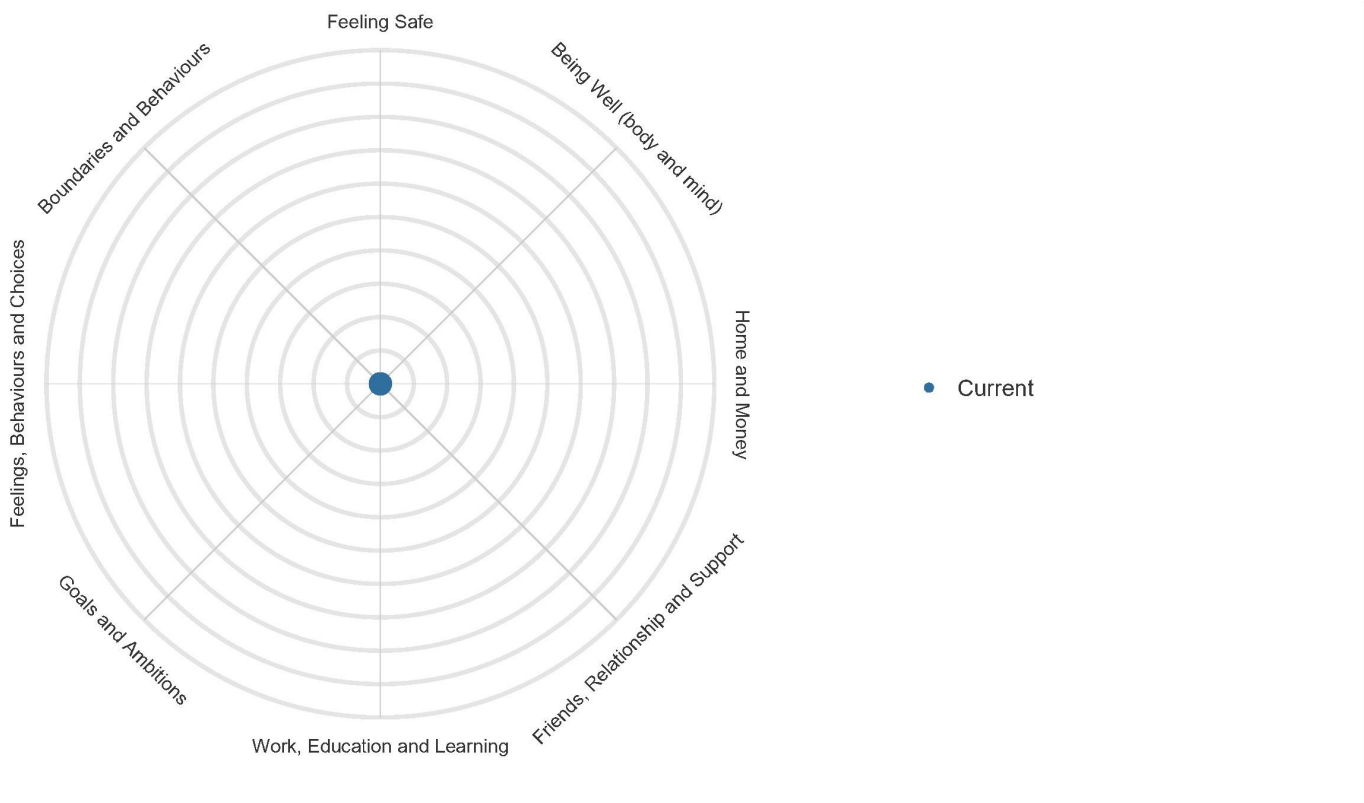 Feeling Safe
Being Well (body and mind)
Home and Money
Friends, Relationship and Support
Work, Education and Learning
Goals and Ambitions
Feelings, Behaviours and Choices
Boundaries and Behaviours
Current